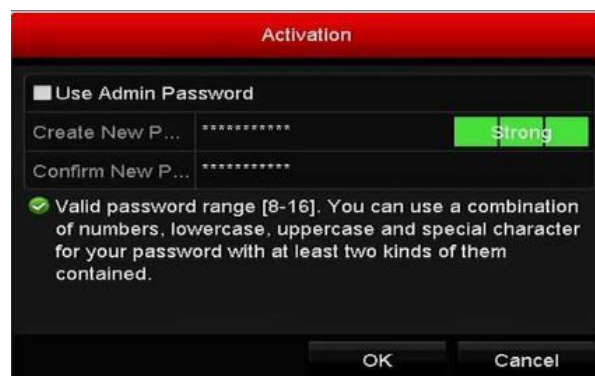 Activation
Use Admin Password
Create New P... *********** Strong
Confirm New P... ***********
Valid password range [8-16]. You can use a combination
of numbers, lowercase, uppercase and special character
for your password with at least two kinds of them
contained.
OK Cancel